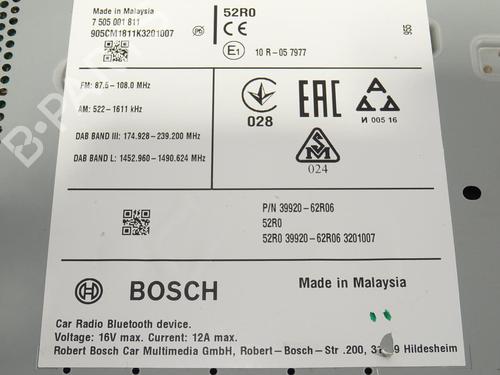 Made in Malaysia
7 505 001 811
905CM1811K3201007
52R0
CE
E1 10 R-05 7977
FM: 87.5-108.0 MHz
AM: 522-1611 kHz
DAB BAND III: 174.928-239.200 MHz
DAB BAND L: 1452.960-1490.624 MHz
028
EAC
И 005 16
SM
024
P/N 39920-62R06
52R0
52R0 39920-62R06 3201007
BOSCH
Made in Malaysia
Car Radio Bluetooth device.
Voltage: 16V max. Current: 12A max.
Robert Bosch Car Multimedia GmbH, Robert-Bosch-Str .200, Hildesheim
B-PARTS